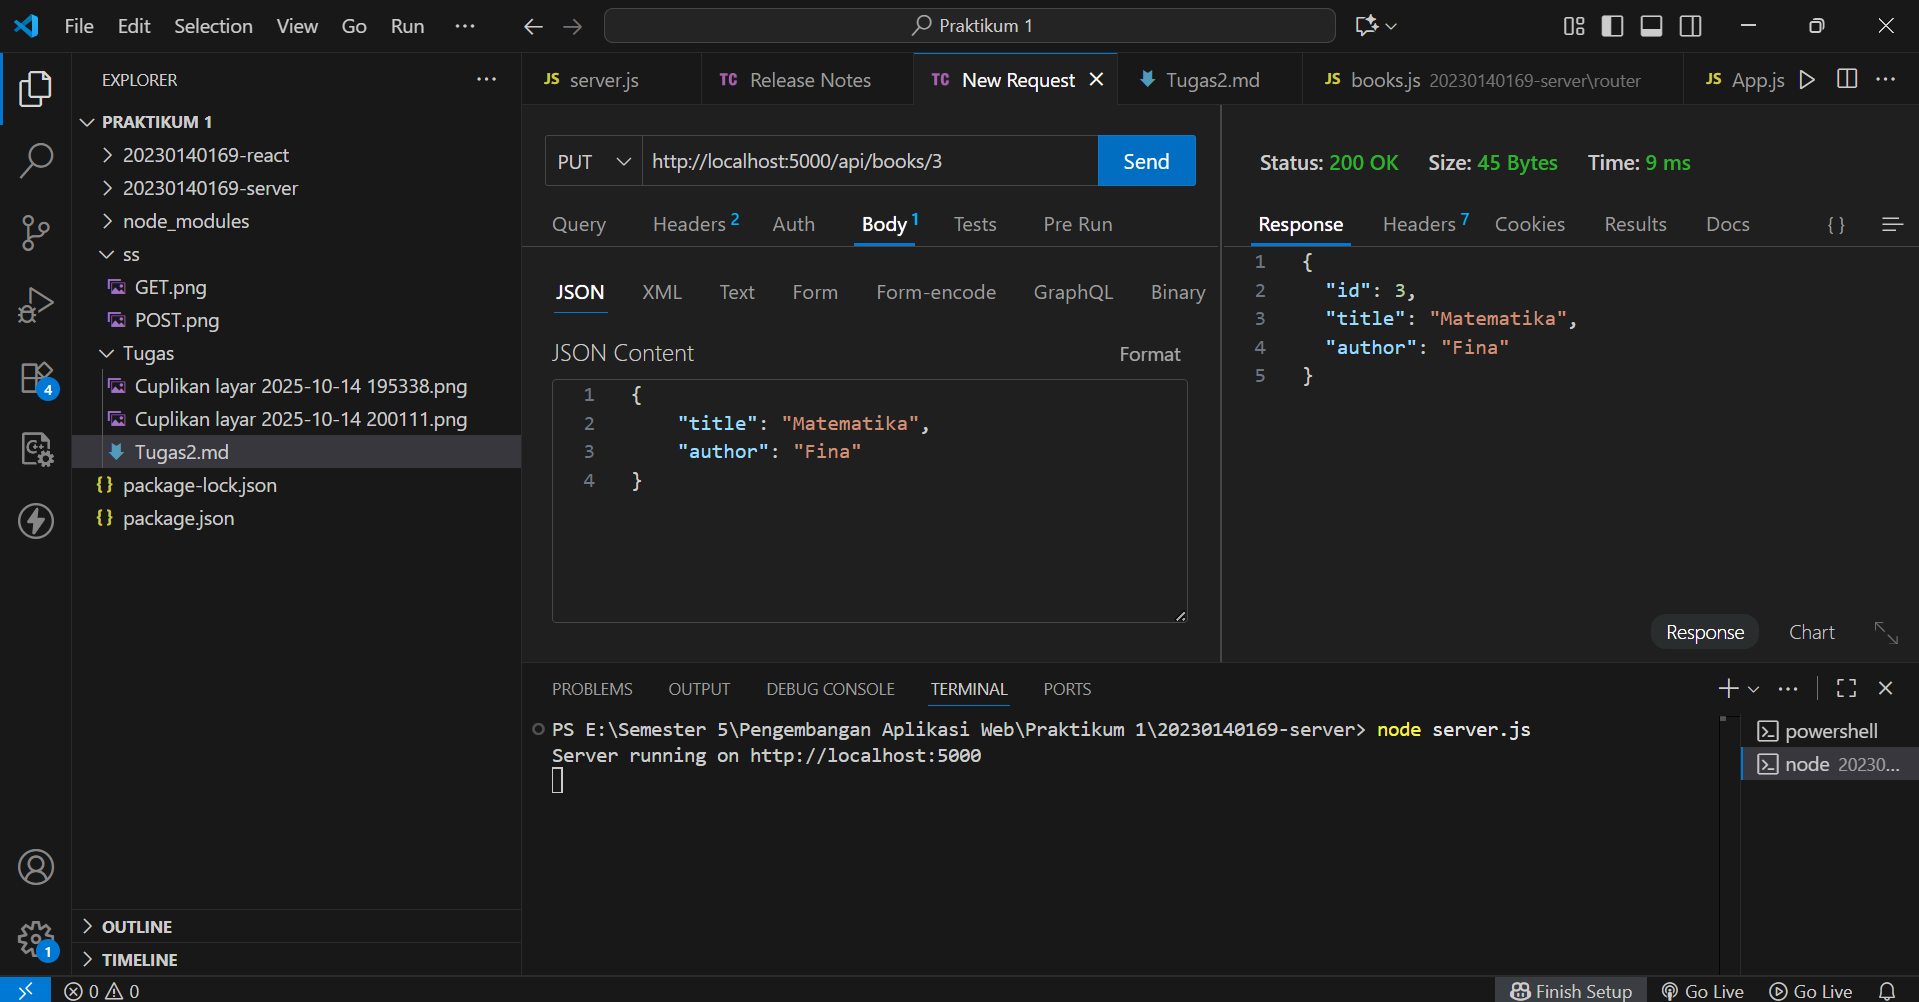 File Edit Selection View Go Run ··· Praktikum 1
EXPLORER ···
PRAKTIKUM 1
20230140169-react
20230140169-server
node_modules
ss
GET.png
POST.png
Tugas
Cuplikan layar 2025-10-14 195338.png
Cuplikan layar 2025-10-14 200111.png
Tugas2.md
{} package-lock.json
{} package.json
OUTLINE
TIMELINE
4
1
JS server.js TC Release Notes TC New Request Tugas2.md JS books.js 20230140169-server\router JS App.js ···
PUT http://localhost:5000/api/books/3 Send
Query Headers 2 Auth Body 1 Tests Pre Run
JSON XML Text Form Form-encode GraphQL Binary
JSON Content Format
1 {
2 "title": "Matematika",
3 "author": "Fina"
4 }
Status: 200 OK Size: 45 Bytes Time: 9 ms
Response Headers 7 Cookies Results Docs {}
1 {
2 "id": 3,
3 "title": "Matematika",
4 "author": "Fina"
5 }
Response Chart
PROBLEMS OUTPUT DEBUG CONSOLE TERMINAL PORTS ···
PS E:\Semester 5\Pengembangan Aplikasi Web\Praktikum 1\20230140169-server> node server.js
Server running on http://localhost:5000
powershell
node 20230...
0 0 Finish Setup Go Live Go Live